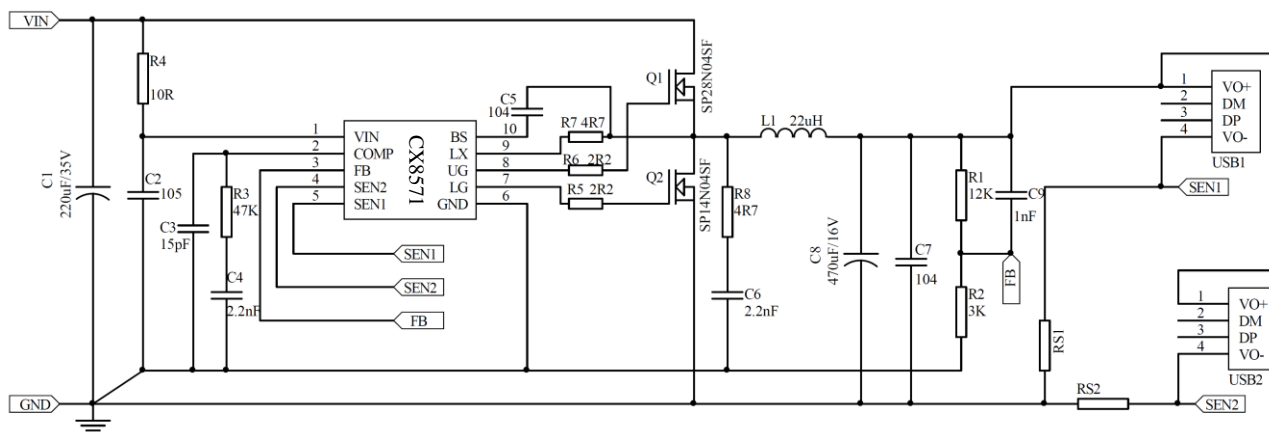 VIN
R4
10R
C1
220uF/35V
C2
105
C3
15pF
R3
47K
C4
2.2nF
1 VIN
2 COMP
3 FB
4 SEN2
5 SEN1
CX8571
BS 10
LX 9
UG 8
LG 7
GND 6
SEN1
SEN2
FB
C5
104
R7 4R7
R6 2R2
R5 2R2
Q1
SP28N04SF
Q2
SP14N04SF
L1 22uH
R8
4R7
C6
2.2nF
C8
470uF/16V
C7
104
R1
12K
C9
1nF
FB
R2
3K
1 VO+
2 DM
3 DP
4 VO-
USB1
SEN1
RS1
1 VO+
2 DM
3 DP
4 VO-
USB2
RS2
SEN2
GND